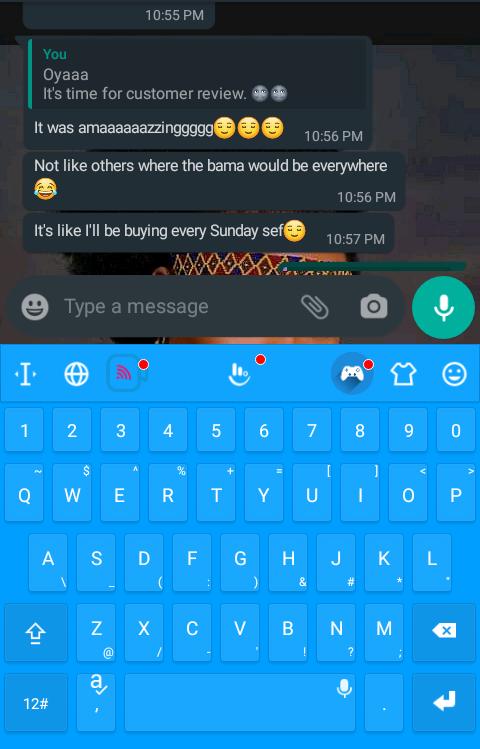 10:55 PM
You
Oyaaa
It's time for customer review. 🌚🌚
It was amaaaaaazzinggggg😌😌😌
10:56 PM
Not like others where the bama would be everywhere
😂
10:56 PM
It's like I'll be buying every Sunday sef😌
10:57 PM
Type a message
1 2 3 4 5 6 7 8 9 0
~ $ ^ % + = [ ] < >
Q W E R T Y U I O P
A S D F G H J K L
\ _ ( : ) & # * "
Z X C V B N M
@ / - ' ! ? ;
12# a , .